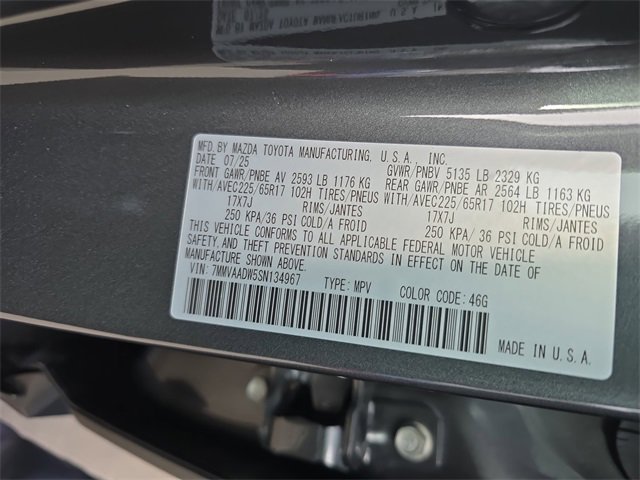 MFD. BY MAZDA TOYOTA MANUFACTURING. U.S.A., INC.
DATE 07/25 GVWR/PNBV 5135 LB 2329 KG
FRONT GAWR/PNBE AV 2593 LB 1176 KG REAR GAWR/PNBE AR 2564 LB 1163 KG
WITH/AVEC225/65R17 102H TIRES/PNEUS WITH/AVEC225/65R17 102H TIRES/PNEUS
17X7J RIMS/JANTES 17X7J RIMS/JANTES
250 KPA/36 PSI COLD/A FROID 250 KPA/36 PSI COLD/A FROID
THIS VEHICLE CONFORMS TO ALL APPLICABLE FEDERAL MOTOR VEHICLE
SAFETY. AND THEFT PREVENTION STANDARDS IN EFFECT ON THE DATE OF
MANUFACTURE SHOWN ABOVE.
VIN: 7MMVAADW5SN134967 TYPE: MPV COLOR CODE: 46G
MADE IN U.S.A.